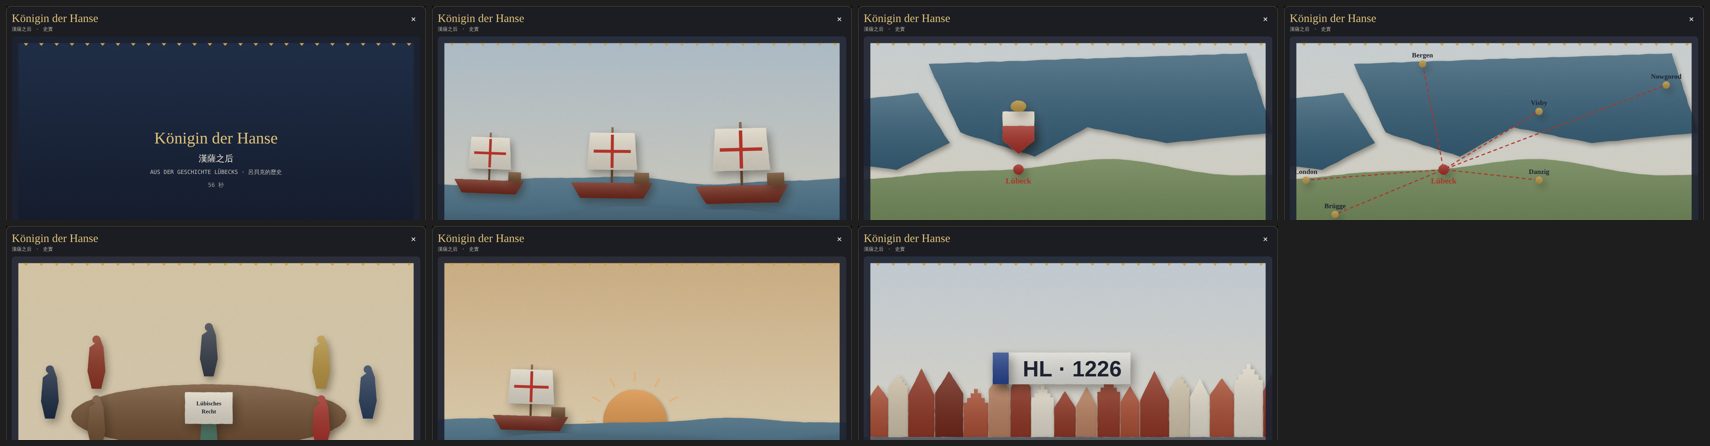 Königin der Hanse
漢薩之后 · 史實
×
Königin der Hanse
漢薩之后
AUS DER GESCHICHTE LÜBECKS · 呂貝克的歷史
56 秒
Königin der Hanse
漢薩之后 · 史實
×
Königin der Hanse
漢薩之后 · 史實
×
Lübeck
Königin der Hanse
漢薩之后 · 史實
×
Bergen
Nowgorod
Visby
Lübeck
ondon
Danzig
Brügge
Königin der Hanse
漢薩之后 · 史實
×
Lübisches
Recht
Königin der Hanse
漢薩之后 · 史實
×
Königin der Hanse
漢薩之后 · 史實
×
HL · 1226